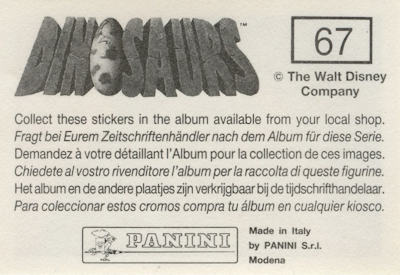 DINOSAURS™
67
© The Walt Disney
Company
Collect these stickers in the album available from your local shop.
Fragt bei Eurem Zeitschriftenhändler nach dem Album für diese Serie.
Demandez à votre détaillant l'Album pour la collection de ces images.
Chiedete al vostro rivenditore l'album per la raccolta di queste figurine.
Het album en de andere plaatjes zijn verkrijgbaar bij de tijdschrifthandelaar.
Para coleccionar estos cromos compra tu álbum en cualquier kiosco.
PANINI
Made in Italy
by PANINI S.r.l.
Modena